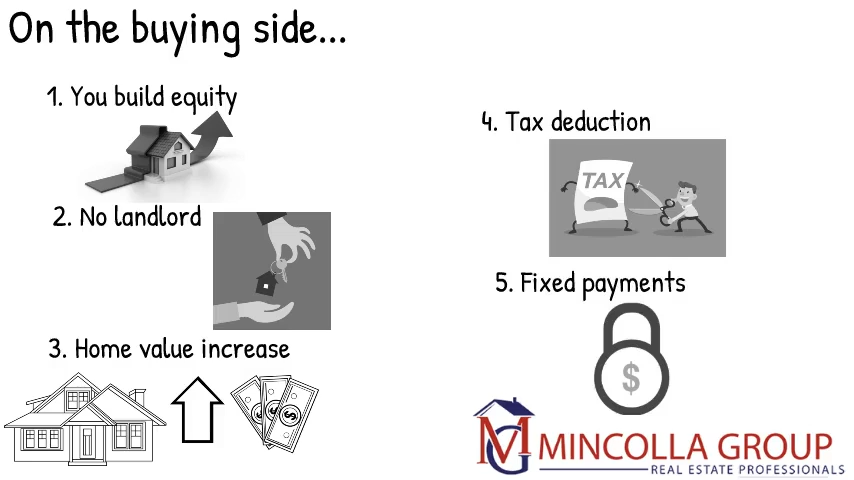 On the buying side...
1. You build equity
2. No landlord
3. Home value increase
4. Tax deduction
TAX
5. Fixed payments
$
MG
MINCOLLA GROUP
REAL ESTATE PROFESSIONALS